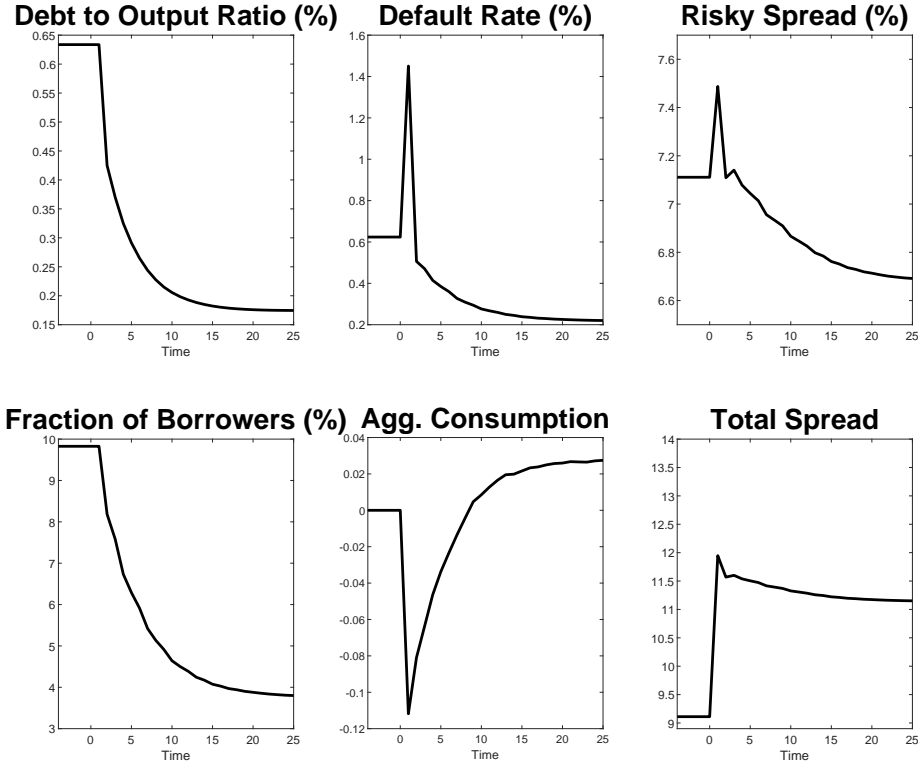 Debt to Output Ratio (%)
0.65
0.6
0.55
0.5
0.45
0.4
0.35
0.3
0.25
0.2
0.15
0 5 10 15 20 25
Time
Default Rate (%)
1.6
1.4
1.2
1
0.8
0.6
0.4
0.2
0 5 10 15 20 25
Time
Risky Spread (%)
7.6
7.4
7.2
7
6.8
6.6
0 5 10 15 20 25
Time
Fraction of Borrowers (%)
10
9
8
7
6
5
4
3
0 5 10 15 20 25
Time
Agg. Consumption
0.04
0.02
0
-0.02
-0.04
-0.06
-0.08
-0.1
-0.12
0 5 10 15 20 25
Time
Total Spread
14
13.5
13
12.5
12
11.5
11
10.5
10
9.5
9
0 5 10 15 20 25
Time